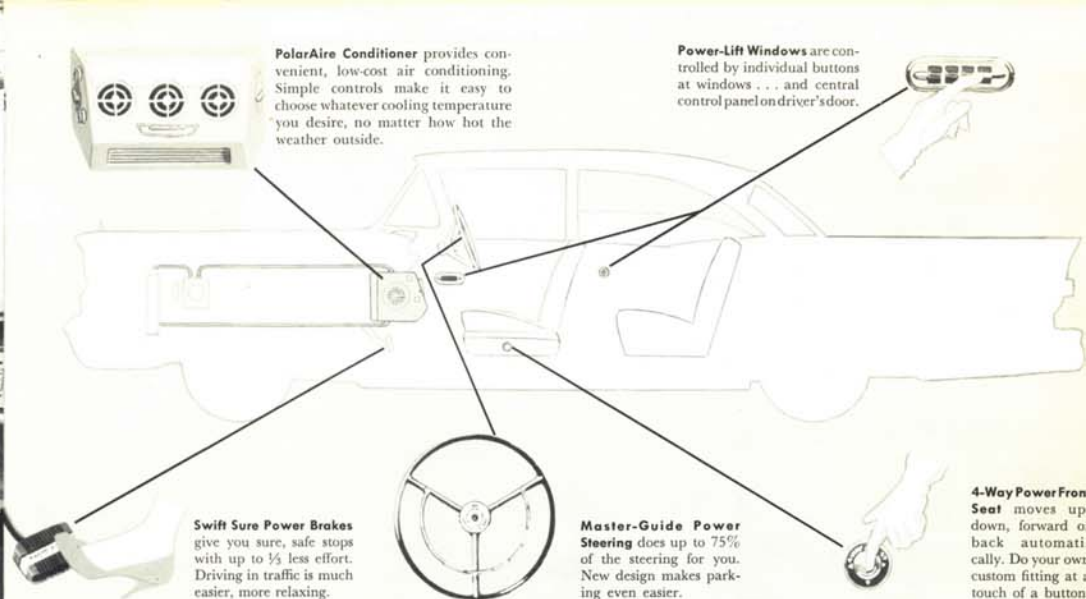 PolarAire Conditioner provides con-
venient, low-cost air conditioning.
Simple controls make it easy to
choose whatever cooling temperature
you desire, no matter how hot the
weather outside.
Power-Lift Windows are con-
trolled by individual buttons
at windows . . . and central
control panel on driver's door.
Swift Sure Power Brakes
give you sure, safe stops
with up to ⅓ less effort.
Driving in traffic is much
easier, more relaxing.
Master-Guide Power
Steering does up to 75%
of the steering for you.
New design makes park-
ing even easier.
4-Way Power Fron
Seat moves up
down, forward o
back automati
cally. Do your own
custom fitting at a
touch of a button